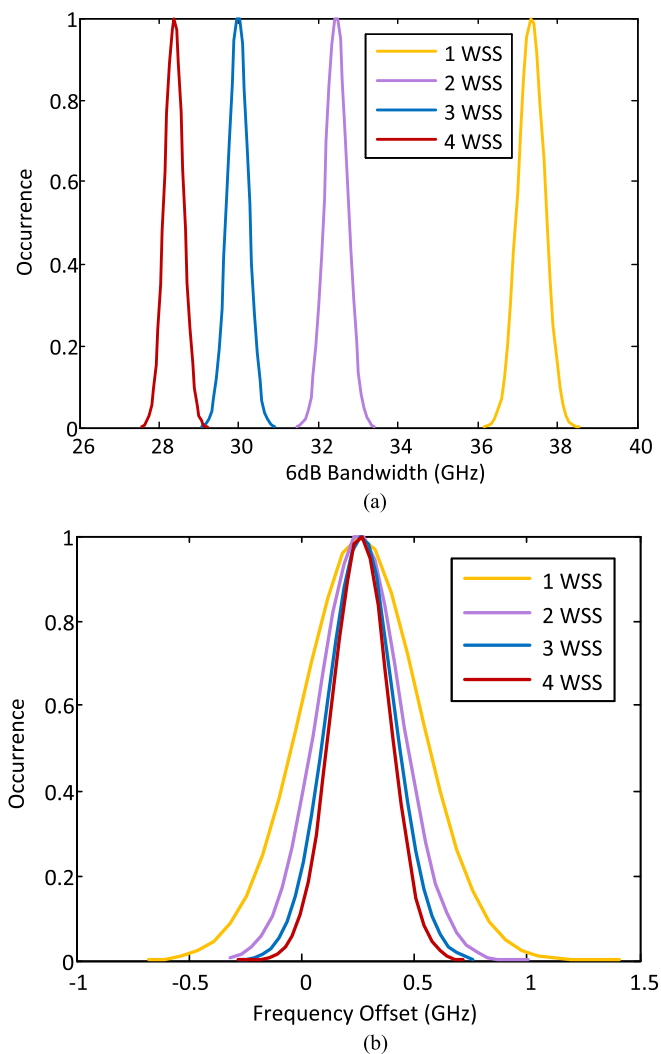 1
0.8
0.6
0.4
0.2
0
Occurrence
1 WSS
2 WSS
3 WSS
4 WSS
26 28 30 32 34 36 38 40
6dB Bandwidth (GHz)
(a)
1
0.8
0.6
0.4
0.2
0
Occurrence
1 WSS
2 WSS
3 WSS
4 WSS
-1 -0.5 0 0.5 1 1.5
Frequency Offset (GHz)
(b)